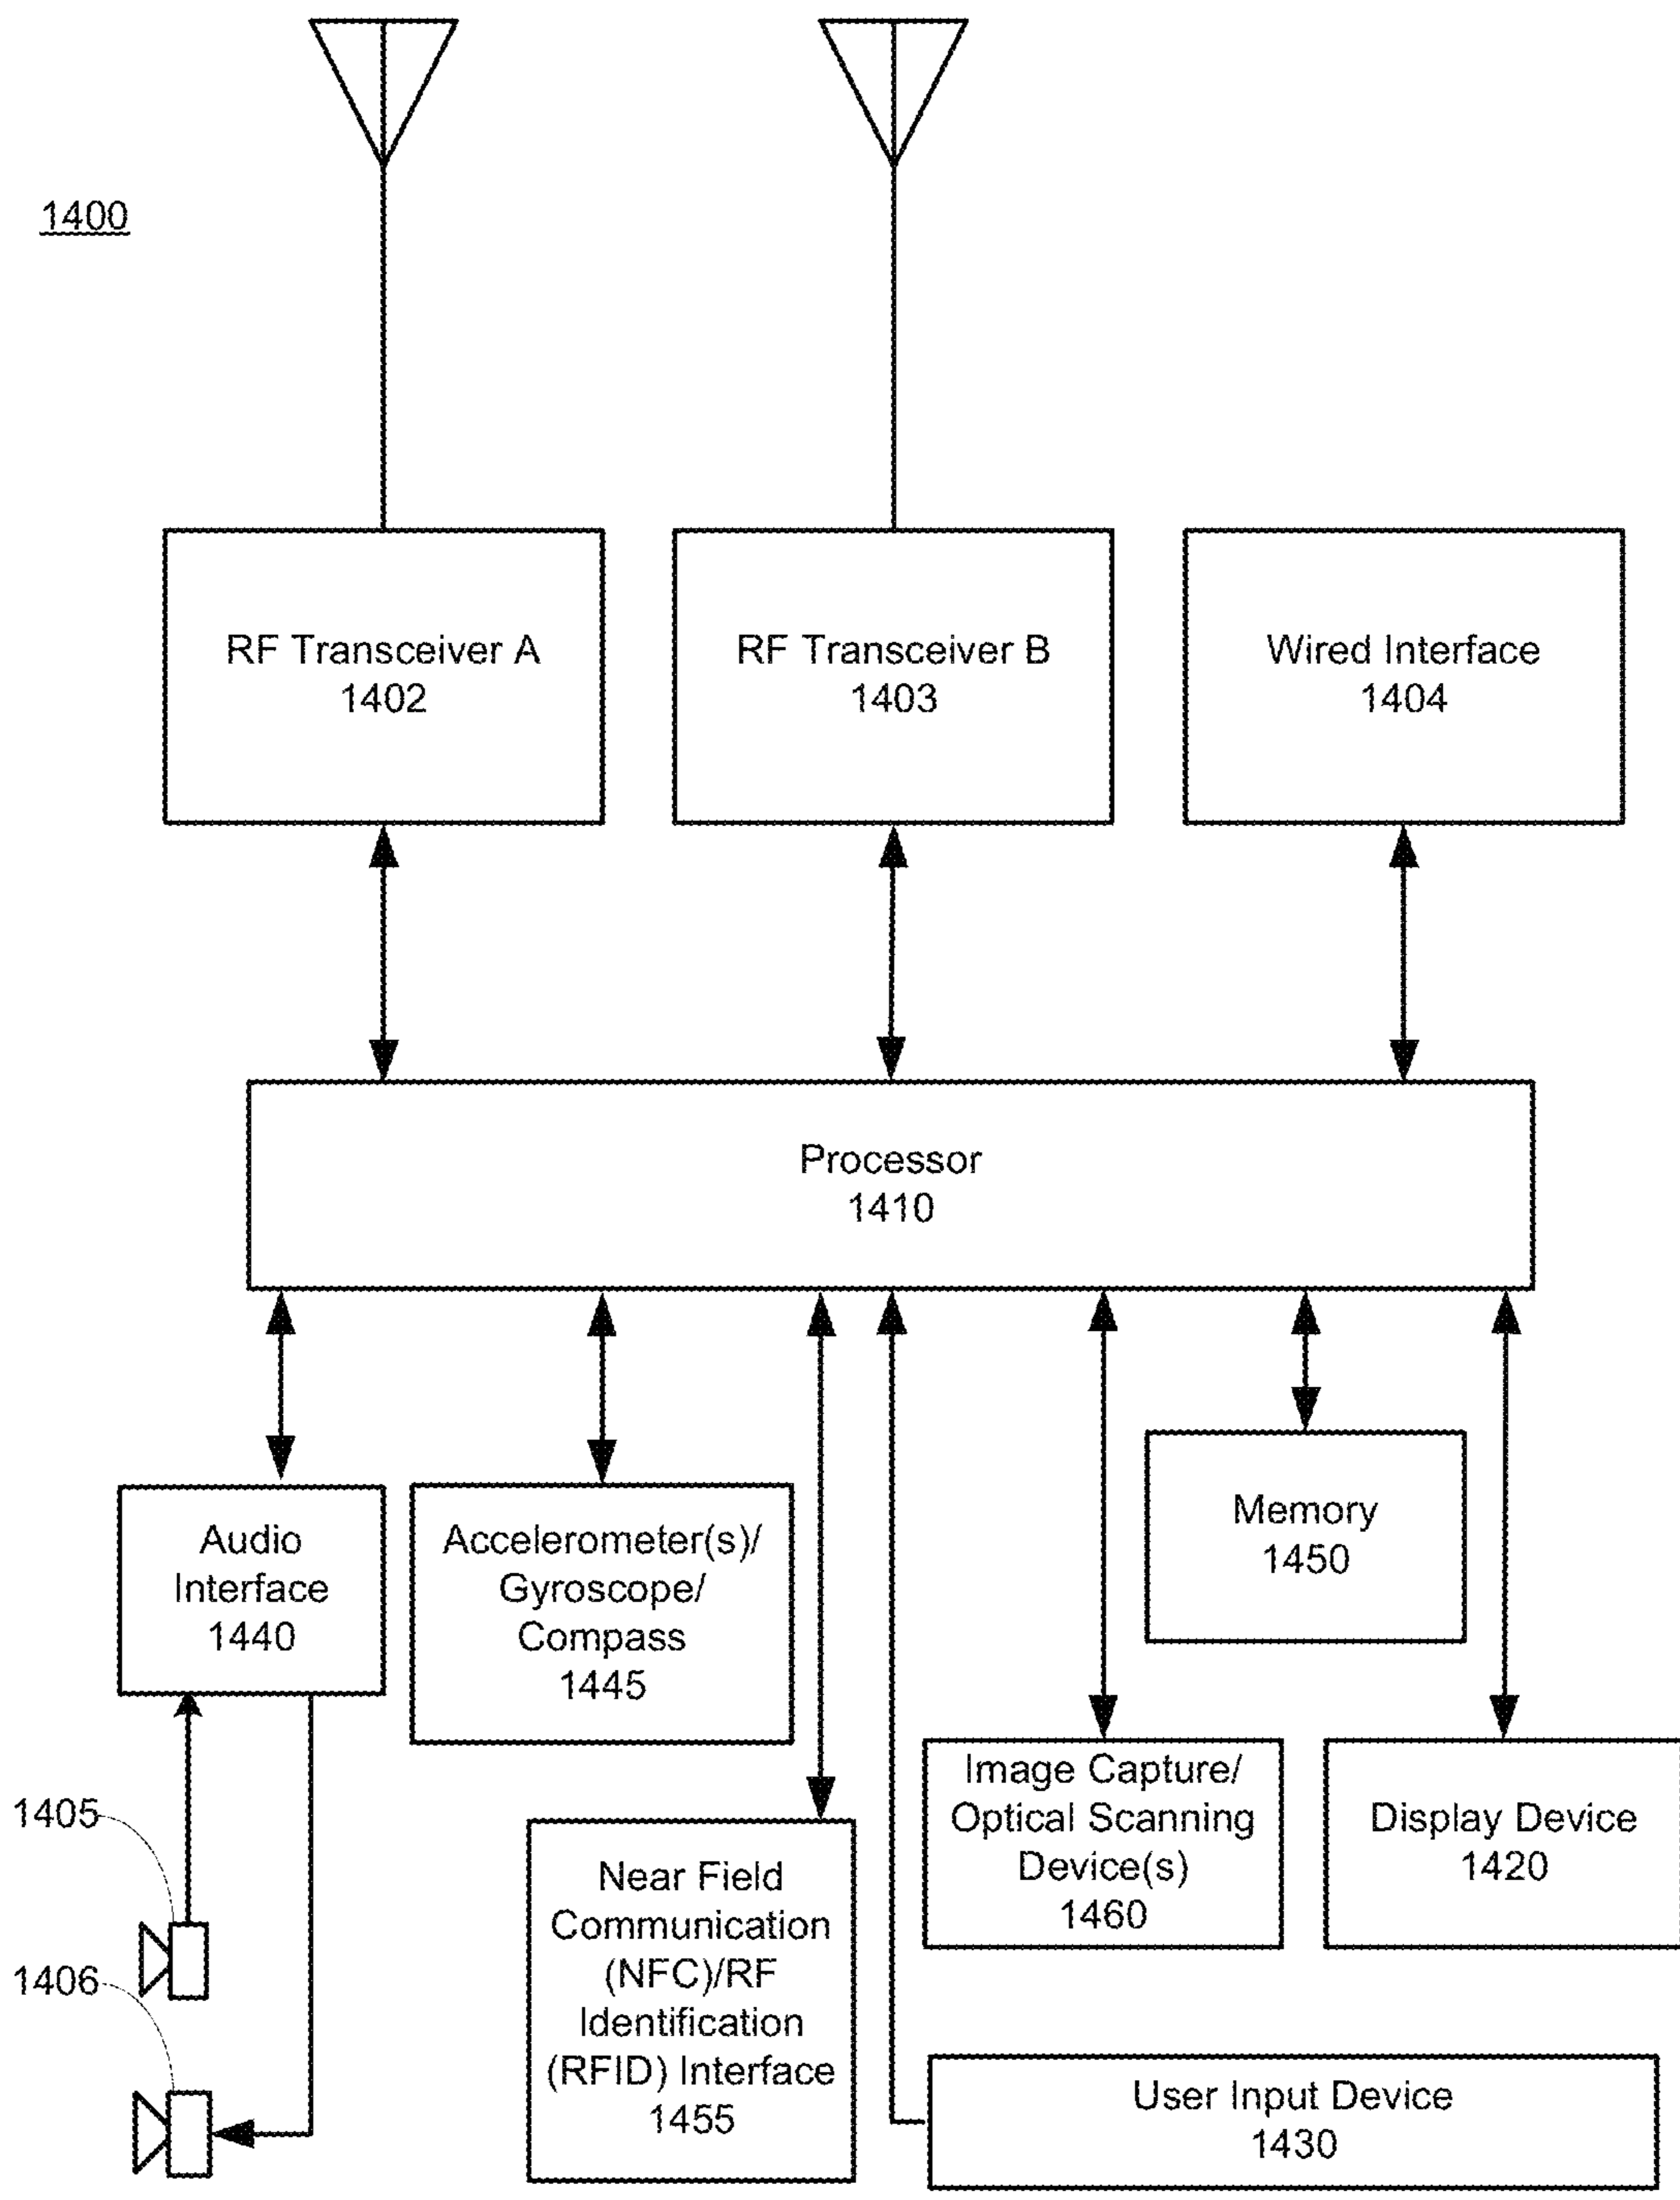 1400
RF Transceiver A
1402
RF Transceiver B
1403
Wired Interface
1404
Processor
1410
Audio
Interface
1440
Accelerometer(s)/
Gyroscope/
Compass
1445
Memory
1450
1405
1406
Near Field
Communication
(NFC)/RF
Identification
(RFID) Interface
1455
Image Capture/
Optical Scanning
Device(s)
1460
Display Device
1420
User Input Device
1430